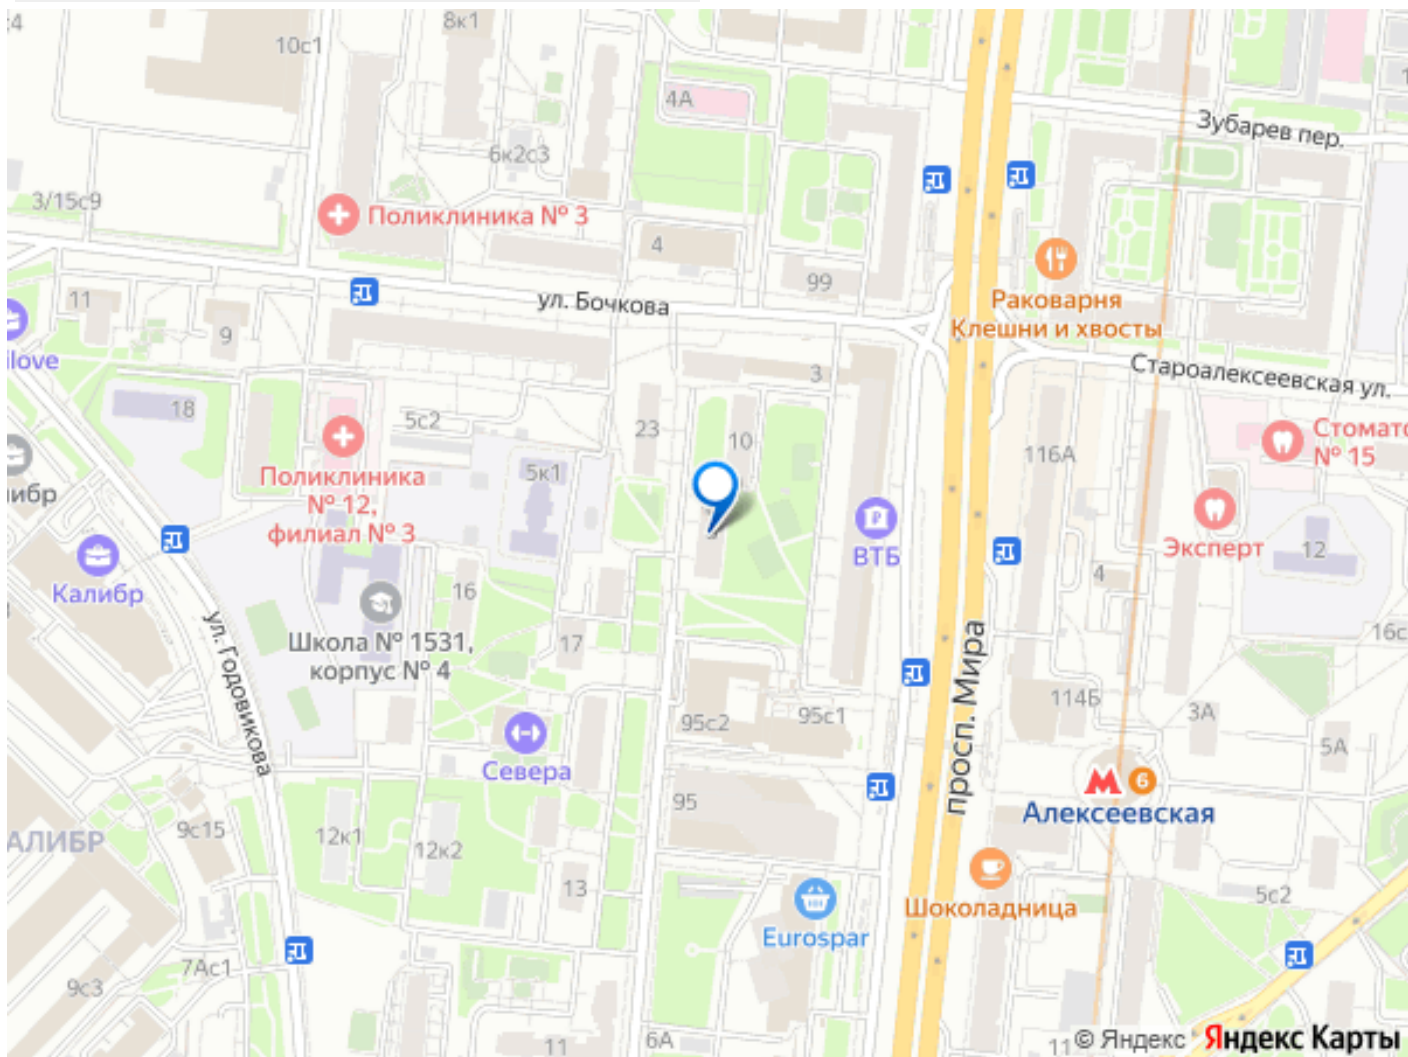 8к1
10с1
4А
Зубарев пер.
6к2с3
3/15с9
Поликлиника № 3
4
99
11
ул. Бочкова
Раковарня
Клешни и хвосты
9
Староалексеевская ул.
3
18
5с2
23
10
116А
Стомато
№ 15
Поликлиника
№ 12,
филиал № 3
5к1
ВТБ
Эксперт
12
Калибр
4
16
Школа № 1531,
корпус № 4
17
ул. Годовикова
просп. Мира
16с
114Б
95с2
95с1
3А
5А
Севера
М 6
Алексеевская
95
9с15
12к1
12к2
13
Шоколадница
5с2
Eurospar
7Ас1
9с3
11
6А
11
© Яндекс Яндекс Карты